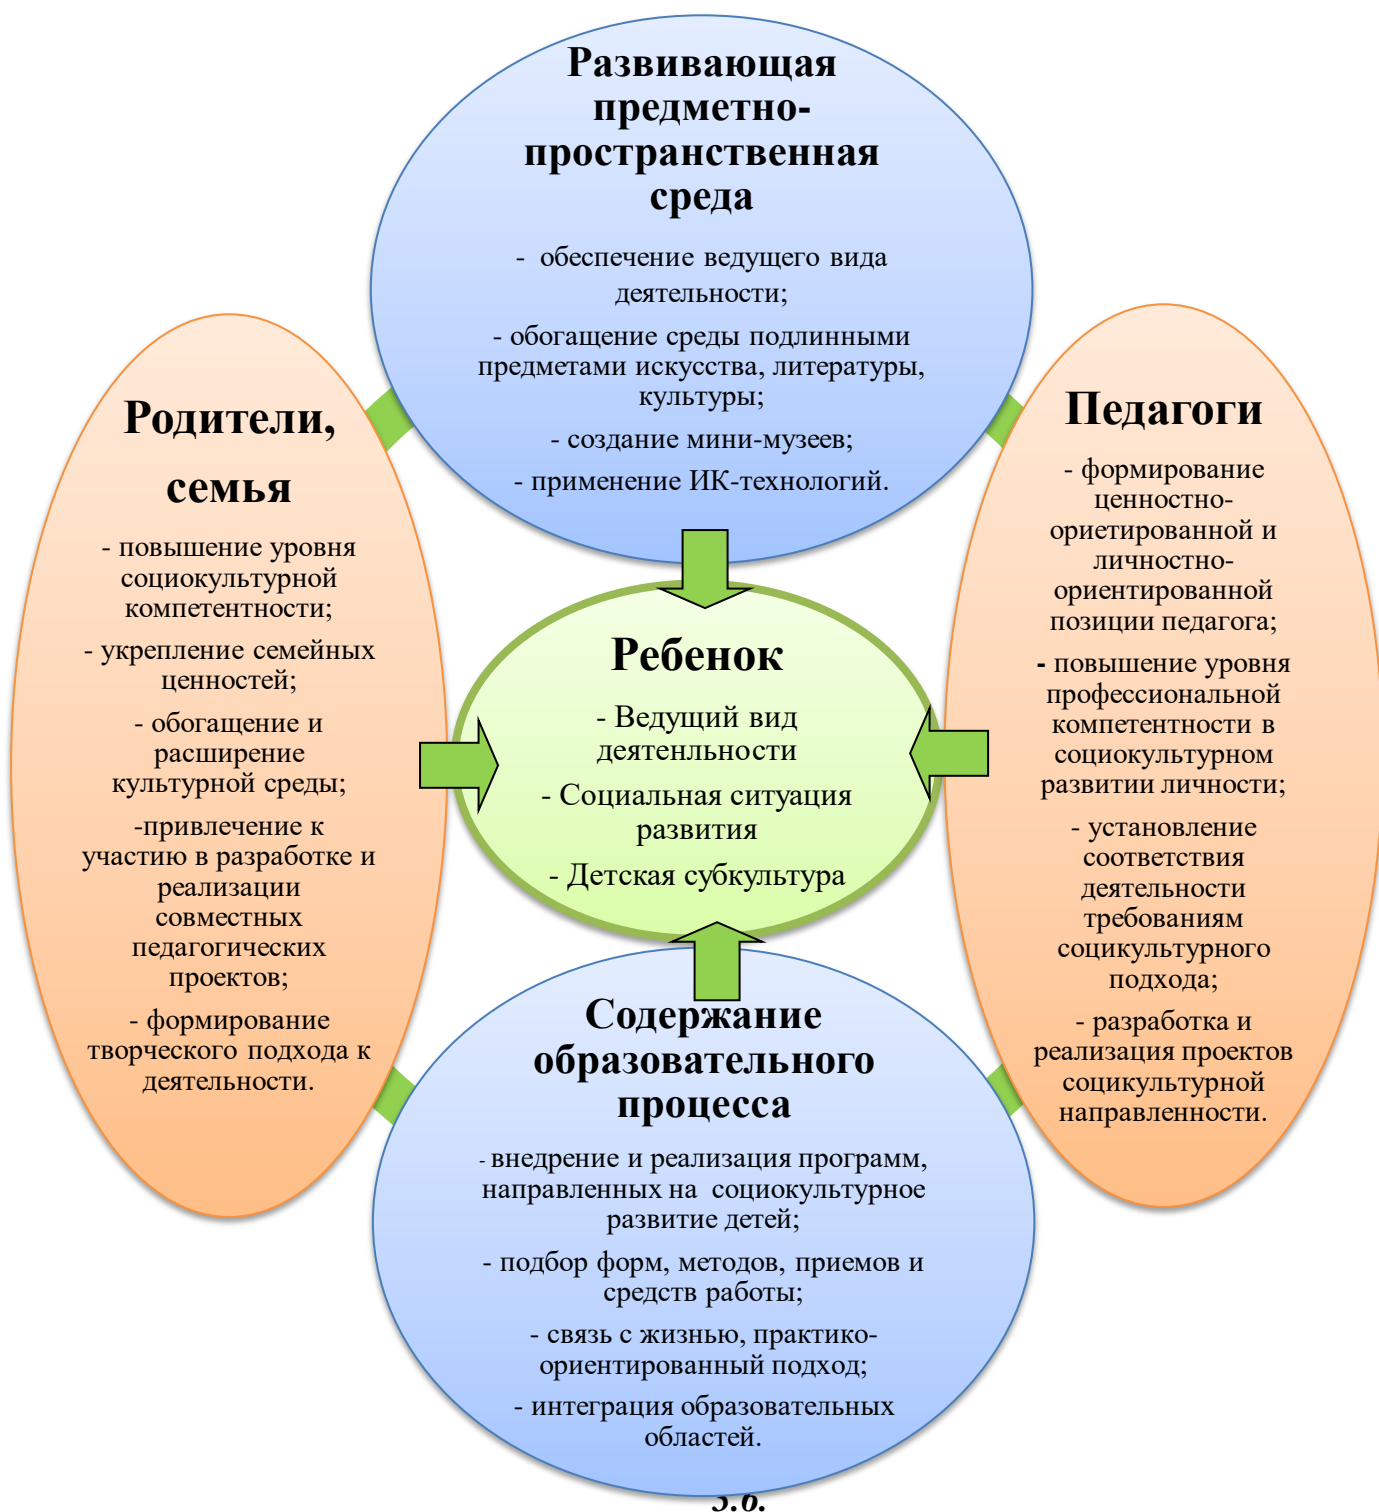 Развивающая
предметно-
пространственная
среда
- обеспечение ведущего вида
деятельности;
- обогащение среды подлинными
предметами искусства, литературы,
культуры;
- создание мини-музеев;
- применение ИК-технологий.
Родители,
семья
- повышение уровня
социокультурной
компетентности;
- укрепление семейных
ценностей;
- обогащение и
расширение
культурной среды;
-привлечение к
участию в разработке и
реализации
совместных
педагогических
проектов;
- формирование
творческого подхода к
деятельности.
Ребенок
- Ведущий вид
деятенльности
- Социальная ситуация
развития
- Детская субкультура
Педагоги
- формирование
ценностно-
ориетированной и
личностно-
ориентированной
позиции педагога;
- повышение уровня
профессиональной
компетентности в
социокультурном
развитии личности;
- установление
соответствия
деятельности
требованиям
социкультурного
подхода;
- разработка и
реализация проектов
социкультурной
направленности.
Содержание
образовательного
процесса
- внедрение и реализация программ,
направленных на социокультурное
развитие детей;
- подбор форм, методов, приемов и
средств работы;
- связь с жизнью, практико-
ориентированный подход;
- интеграция образовательных
областей.